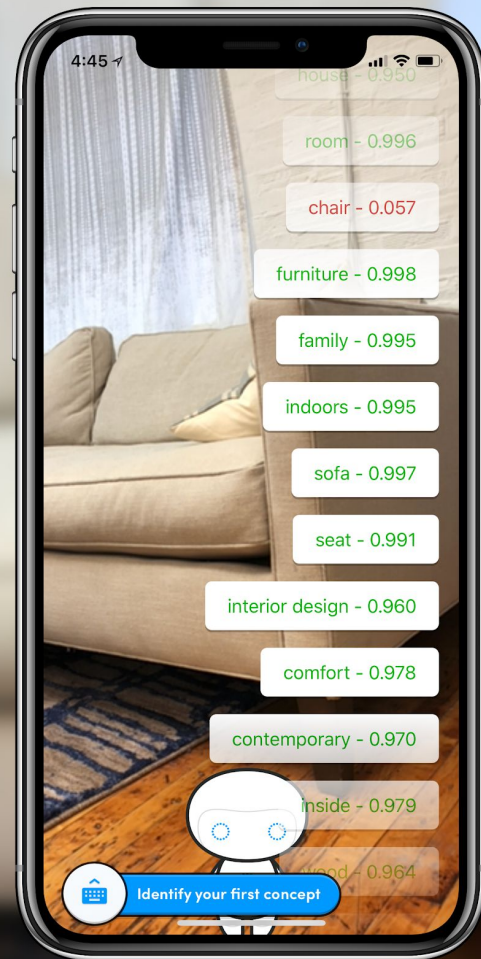 4:45
house - 0.950
room - 0.996
chair - 0.057
furniture - 0.998
family - 0.995
indoors - 0.995
sofa - 0.997
seat - 0.991
interior design - 0.960
comfort - 0.978
contemporary - 0.970
inside - 0.979
wood - 0.964
Identify your first concept